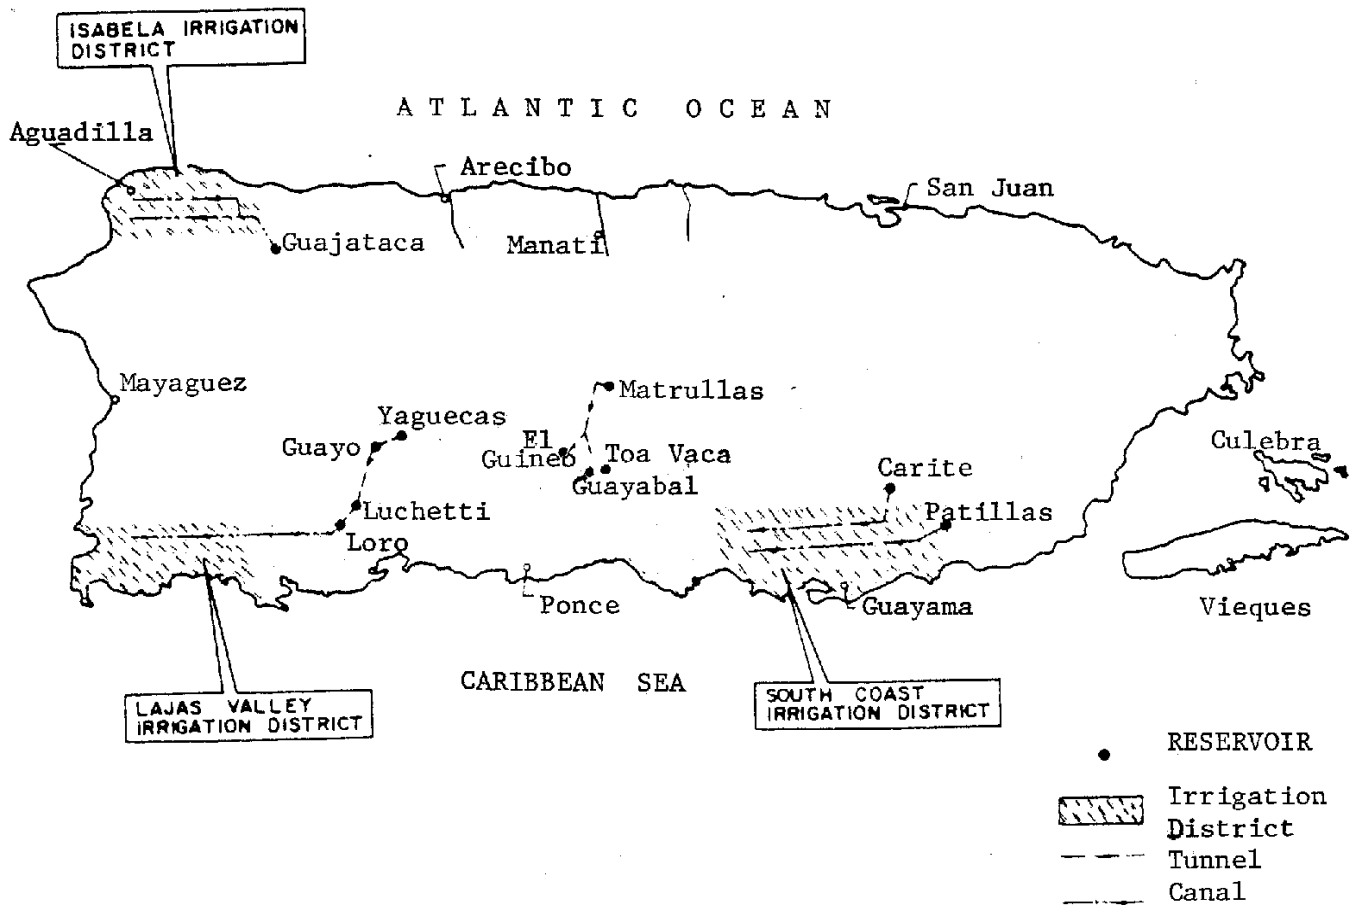 ISABELA IRRIGATION
DISTRICT
ATLANTIC OCEAN
Aguadilla
Arecibo
San Juan
Guajataca
Manati
Mayaguez
Matrullas
Yaguecas
Guayo
El
Guineo
Toa Vaca
Guayabal
Culebra
Carite
Luchetti
Patillas
Loro
Ponce
Guayama
Vieques
CARIBBEAN SEA
LAJAS VALLEY
IRRIGATION DISTRICT
SOUTH COAST
IRRIGATION DISTRICT
RESERVOIR
Irrigation
District
Tunnel
Canal